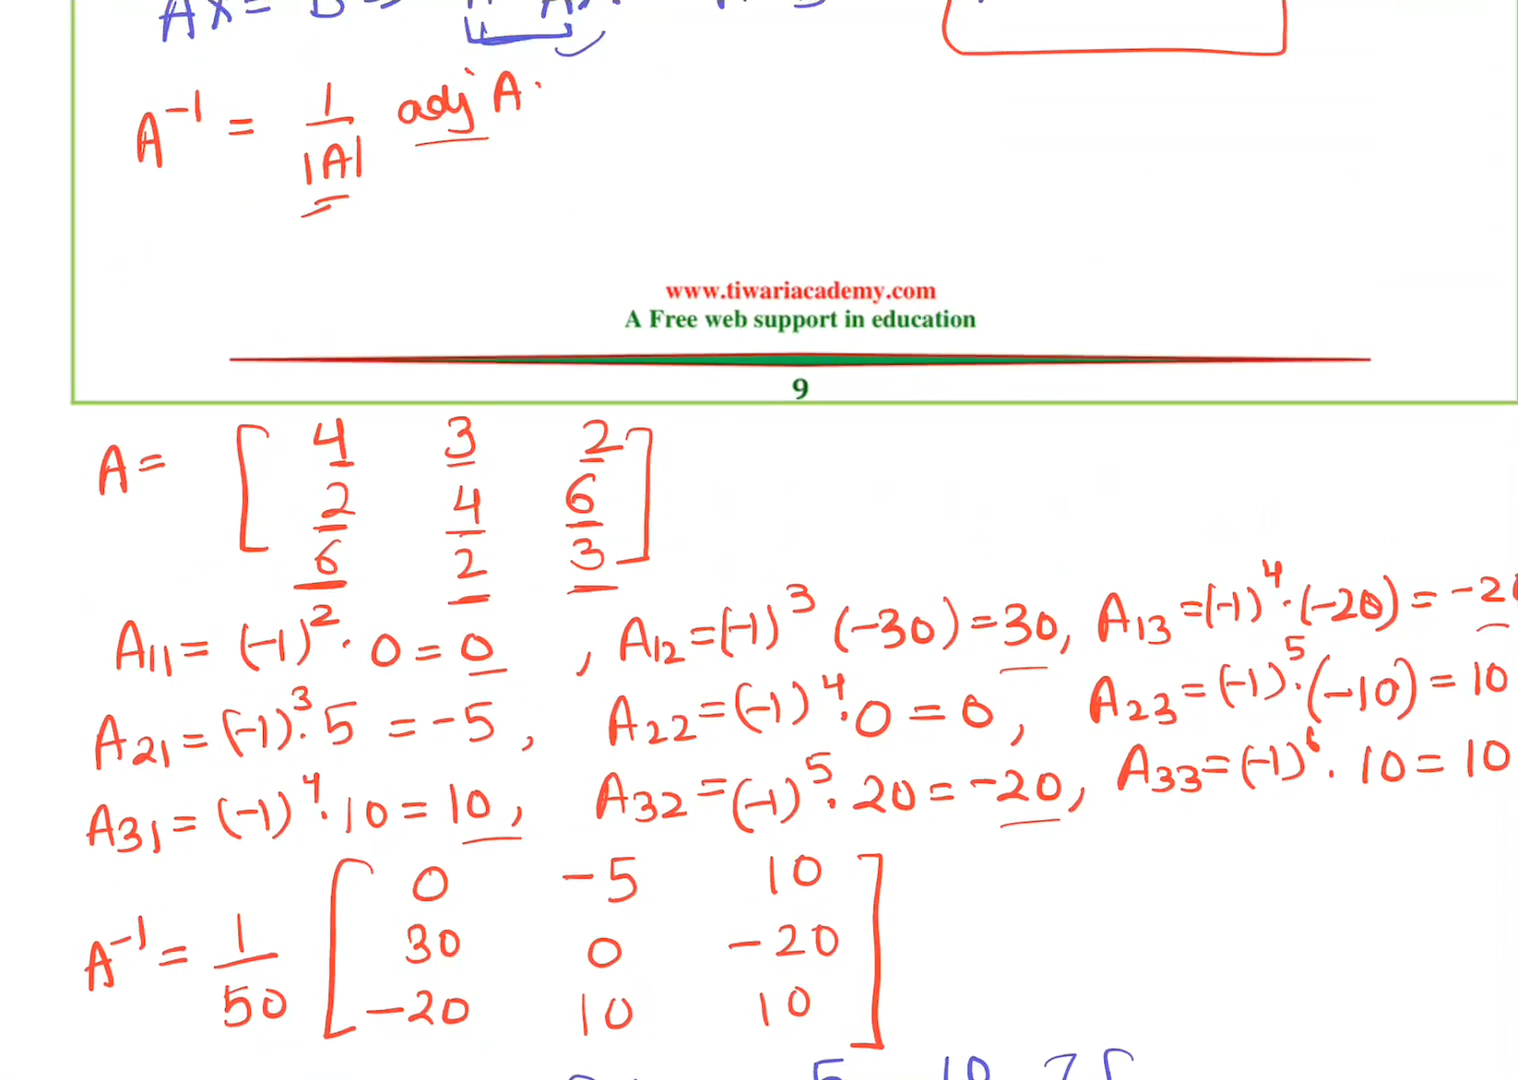 AX = B
A⁻¹ = 1/|A| adj A.
www.tiwariacademy.com
A Free web support in education
9
A = [ 4 3 2
2 4 6
6 2 3 ]
A₁₁ = (-1)² · 0 = 0 , A₁₂ = (-1)³ (-30) = 30, A₁₃ = (-1)⁴ · (-20) = -20
A₂₁ = (-1)³ · 5 = -5 , A₂₂ = (-1)⁴ · 0 = 0 , A₂₃ = (-1)⁵ · (-10) = 10
A₃₁ = (-1)⁴ · 10 = 10 , A₃₂ = (-1)⁵ · 20 = -20 , A₃₃ = (-1)⁶ · 10 = 10
A⁻¹ = 1/50 [ 0 -5 10
30 0 -20
-20 10 10 ]